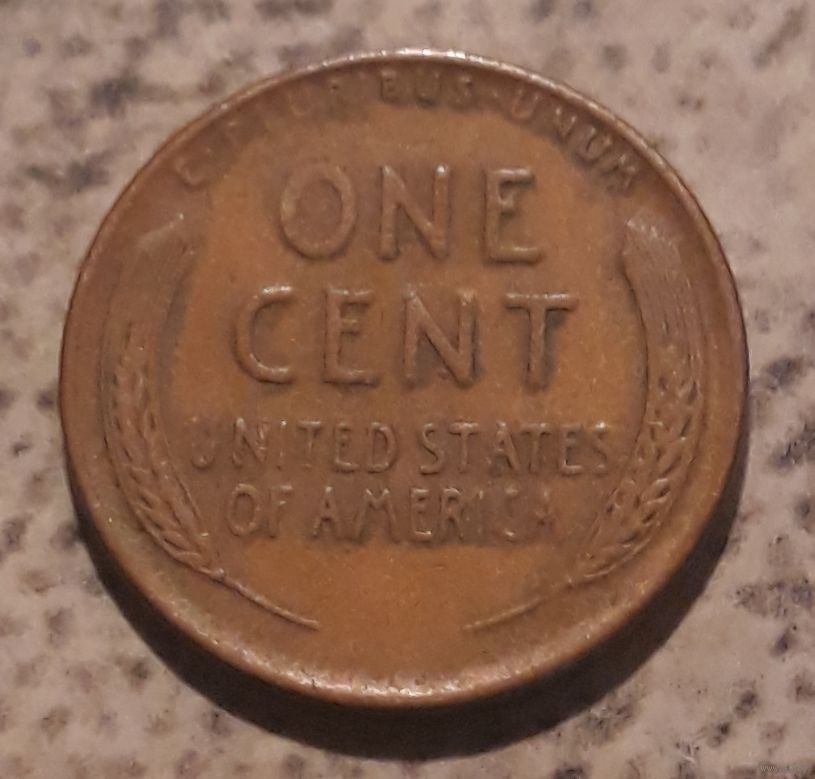 E·PLURIBUS·UNUM
ONE
CENT
UNITED STATES
OF AMERICA